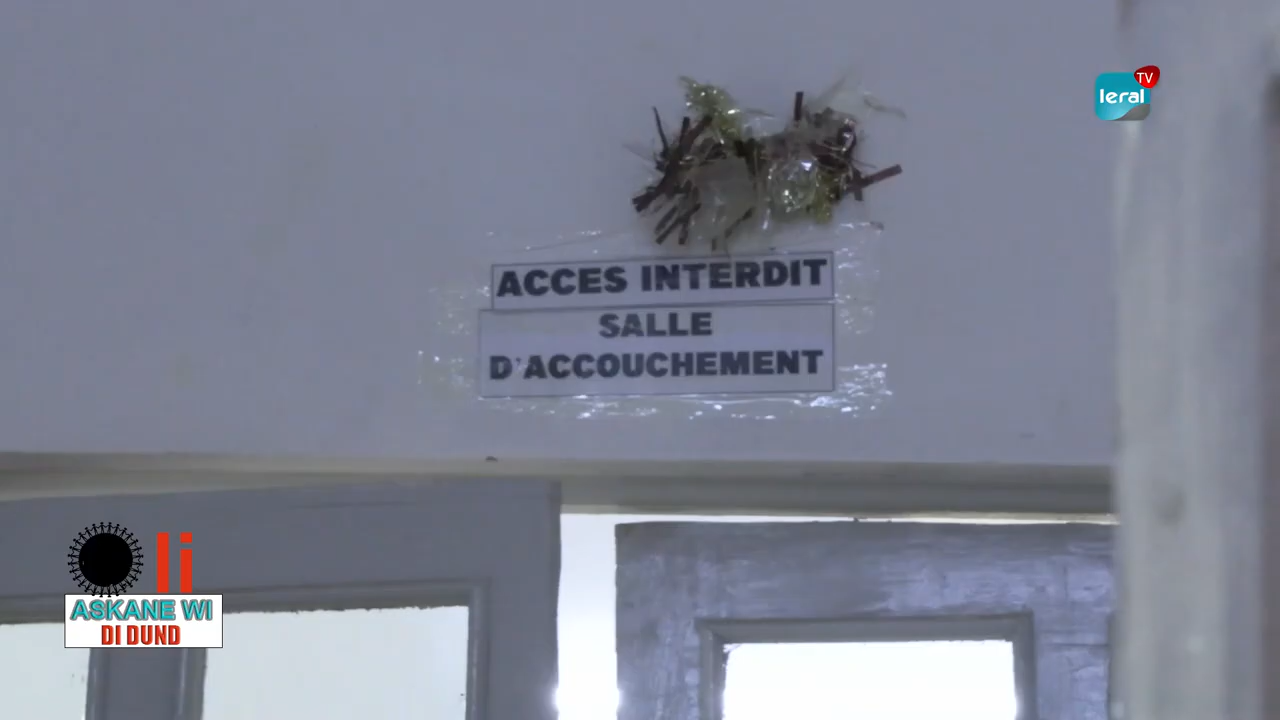 TV
leral
ACCES INTERDIT
SALLE
D'ACCOUCHEMENT
li
ASKANE WI
DI DUND